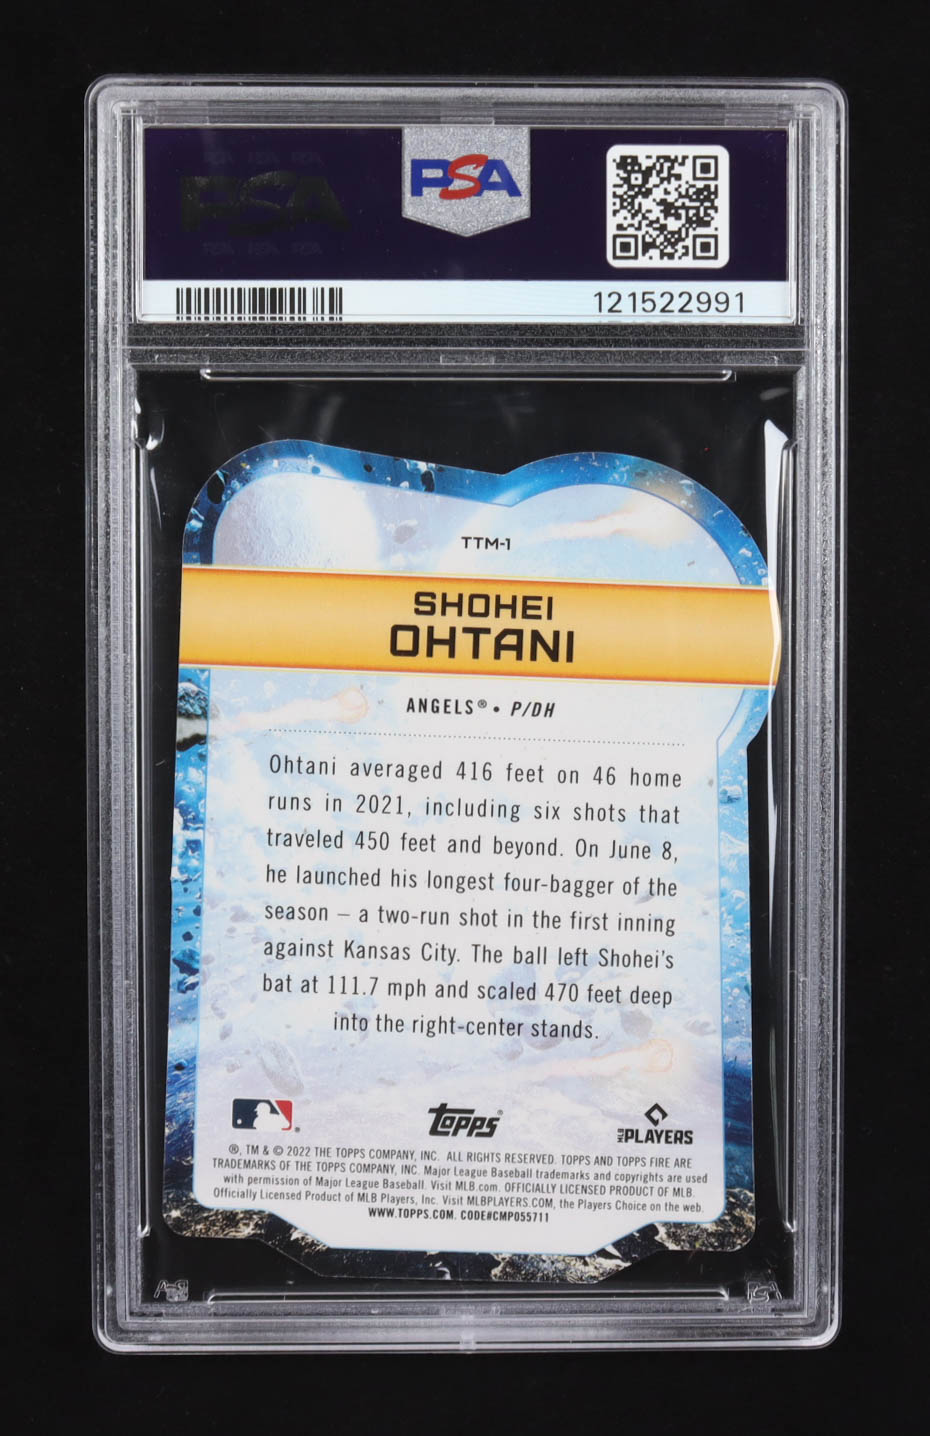 PSA
121522991
TTM-1
SHOHEI
OHTANI
ANGELS® • P/DH
Ohtani averaged 416 feet on 46 home
runs in 2021, including six shots that
traveled 450 feet and beyond. On June 8,
he launched his longest four-bagger of the
season – a two-run shot in the first inning
against Kansas City. The ball left Shohei's
bat at 111.7 mph and scaled 470 feet deep
into the right-center stands.
topps®
MLB PLAYERS
®, TM & © 2022 THE TOPPS COMPANY, INC. ALL RIGHTS RESERVED. TOPPS AND TOPPS FIRE ARE
TRADEMARKS OF THE TOPPS COMPANY, INC. Major League Baseball trademarks and copyrights are used
with permission of Major League Baseball. Visit MLB.com. OFFICIALLY LICENSED PRODUCT OF MLB
Officially Licensed Product of MLB Players, Inc. Visit MLBPLAYERS.COM, the Players Choice on the web.
WWW.TOPPS.COM. CODE#CMP055711